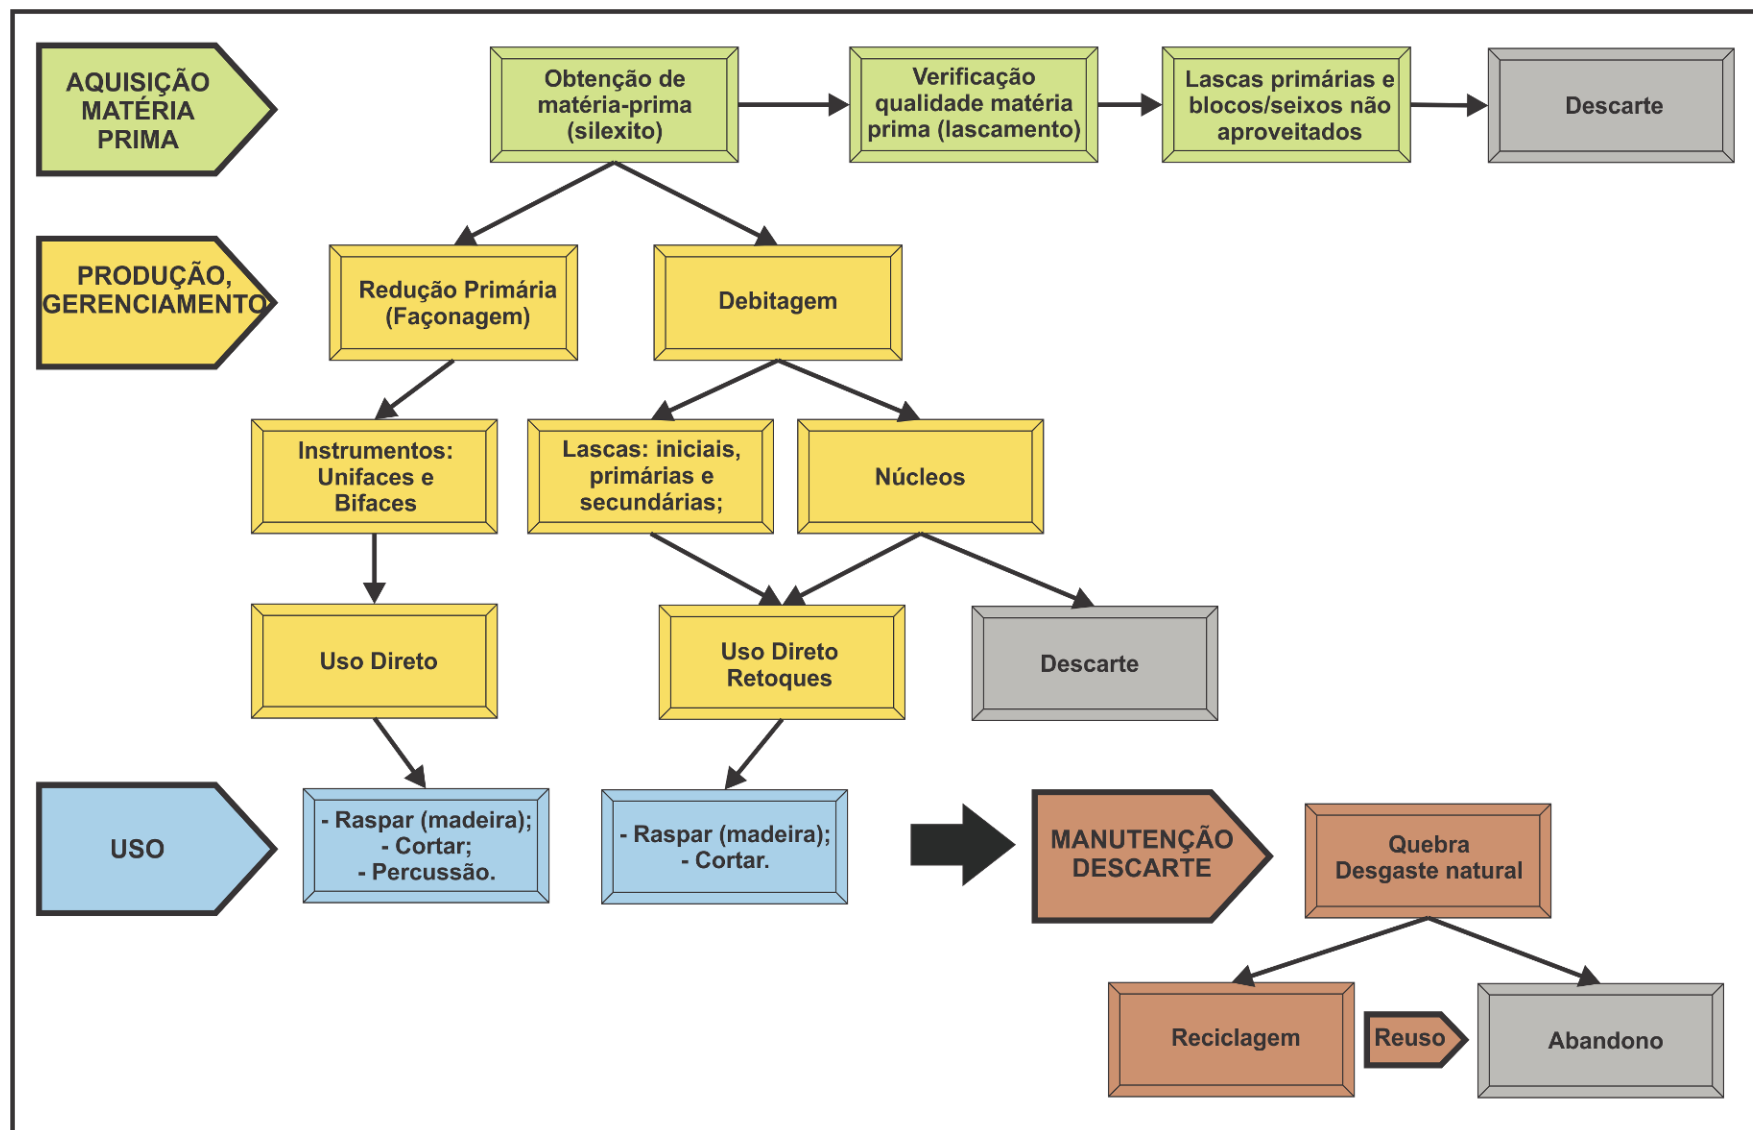 AQUISIÇÃO
MATÉRIA
PRIMA
Obtenção de
matéria-prima
(silexito)
Verificação
qualidade matéria
prima (lascamento)
Lascas primárias e
blocos/seixos não
aproveitados
Descarte
PRODUÇÃO,
GERENCIAMENTO
Redução Primária
(Façonagem)
Debitagem
Instrumentos:
Unifaces e
Bifaces
Lascas: iniciais,
primárias e
secundárias;
Núcleos
Uso Direto
Uso Direto
Retoques
Descarte
USO
- Raspar (madeira);
- Cortar;
- Percussão.
- Raspar (madeira);
- Cortar.
MANUTENÇÃO
DESCARTE
Quebra
Desgaste natural
Reciclagem
Reuso
Abandono